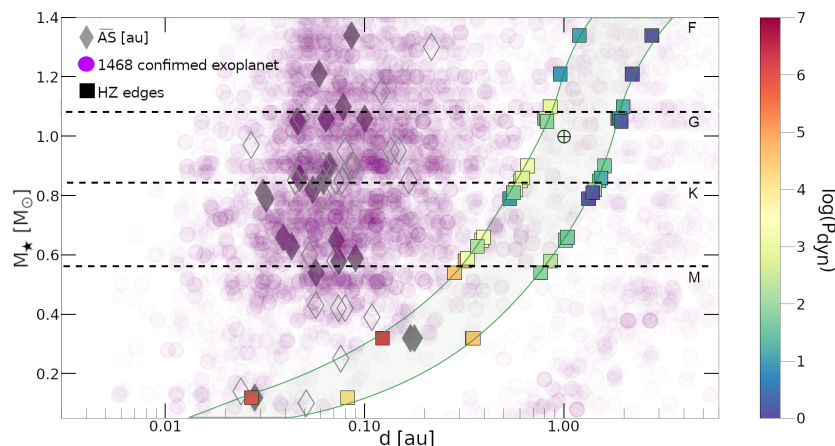 A̅S̅ [au]
1468 confirmed exoplanet
HZ edges
F
G
K
M
1.4
1.2
1.0
0.8
0.6
0.4
0.2
M★ [M⊙]
0.01
0.10
1.00
d [au]
7
6
5
4
3
2
1
0
log(Pdyn)